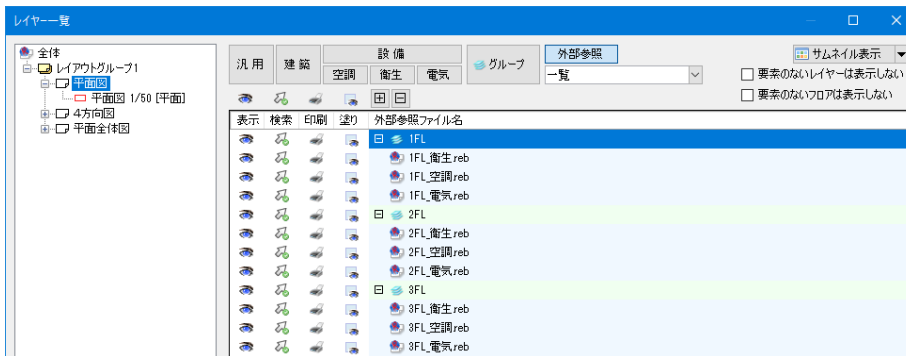 レイヤー一覧
全体
レイアウトグループ1
平面図
平面図 1/50 [平面]
4方向図
平面全体図
汎用 建築 設備 グループ 外部参照 サムネイル表示
空調 衛生 電気 一覧 要素のないレイヤーは表示しない
要素のないフロアは表示しない
表示 検索 印刷 塗り 外部参照ファイル名
1FL
1FL_衛生.reb
1FL_空調.reb
1FL_電気.reb
2FL
2FL_衛生.reb
2FL_空調.reb
2FL_電気.reb
3FL
3FL_衛生.reb
3FL_空調.reb
3FL_電気.reb